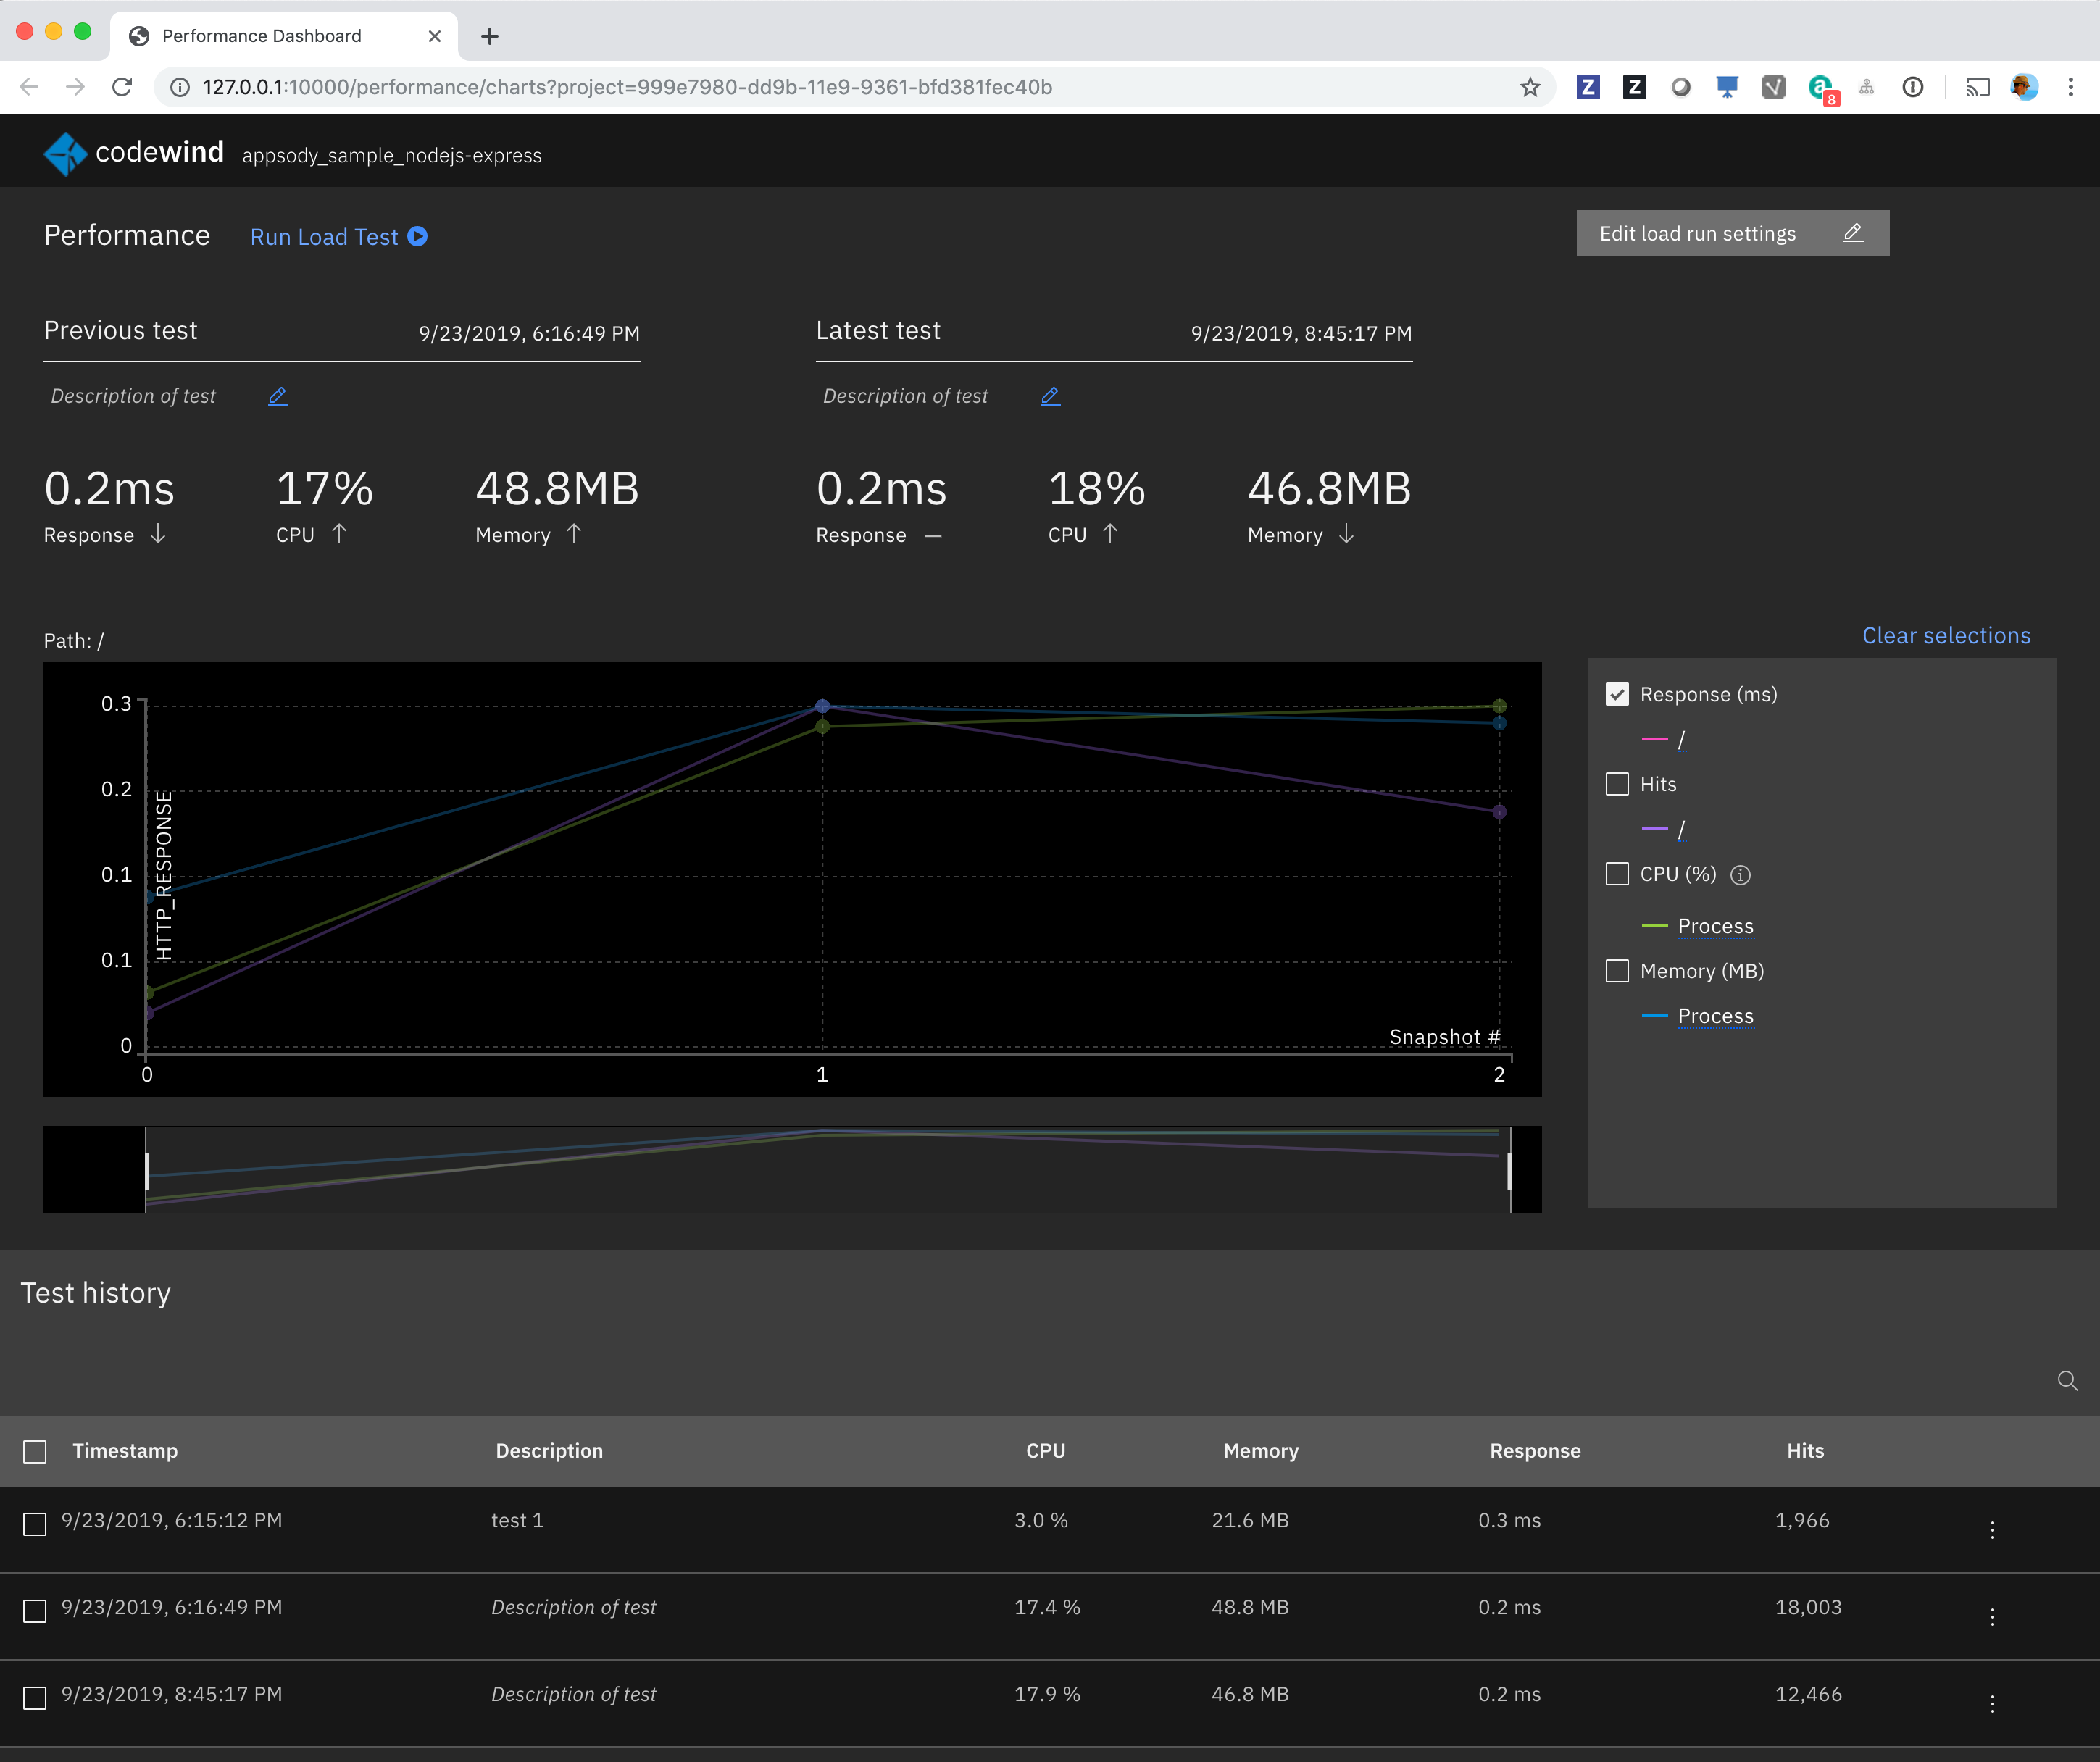 Performance Dashboard
127.0.0.1:10000/performance/charts?project=999e7980-dd9b-11e9-9361-bfd381fec40b
Z
Z
a
8
codewind appsody_sample_nodejs-express
Performance Run Load Test
Edit load run settings
Previous test 9/23/2019, 6:16:49 PM
Latest test 9/23/2019, 8:45:17 PM
Description of test
Description of test
0.2ms 17% 48.8MB
Response CPU Memory
0.2ms 18% 46.8MB
Response CPU Memory
Path: /
Clear selections
0.3
0.2
0.1
0.1
0
HTTP_RESPONSE
Snapshot #
0 1 2
Response (ms)
/
Hits
/
CPU (%)
Process
Memory (MB)
Process
Test history
Timestamp Description CPU Memory Response Hits
9/23/2019, 6:15:12 PM test 1 3.0 % 21.6 MB 0.3 ms 1,966
9/23/2019, 6:16:49 PM Description of test 17.4 % 48.8 MB 0.2 ms 18,003
9/23/2019, 8:45:17 PM Description of test 17.9 % 46.8 MB 0.2 ms 12,466